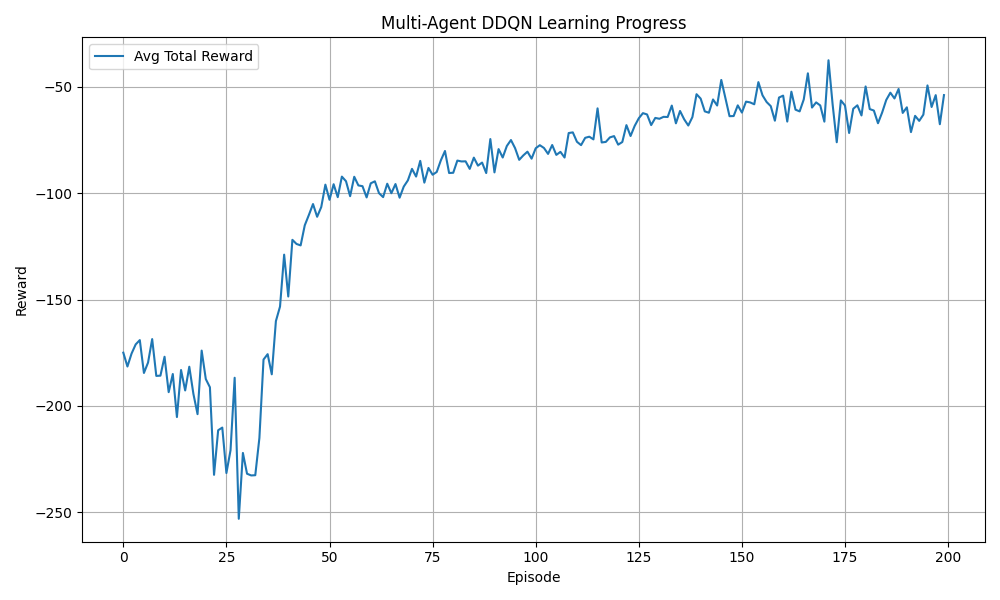 Multi-Agent DDQN Learning Progress
Avg Total Reward
−50
−100
−150
−200
−250
Reward
0 25 50 75 100 125 150 175 200
Episode